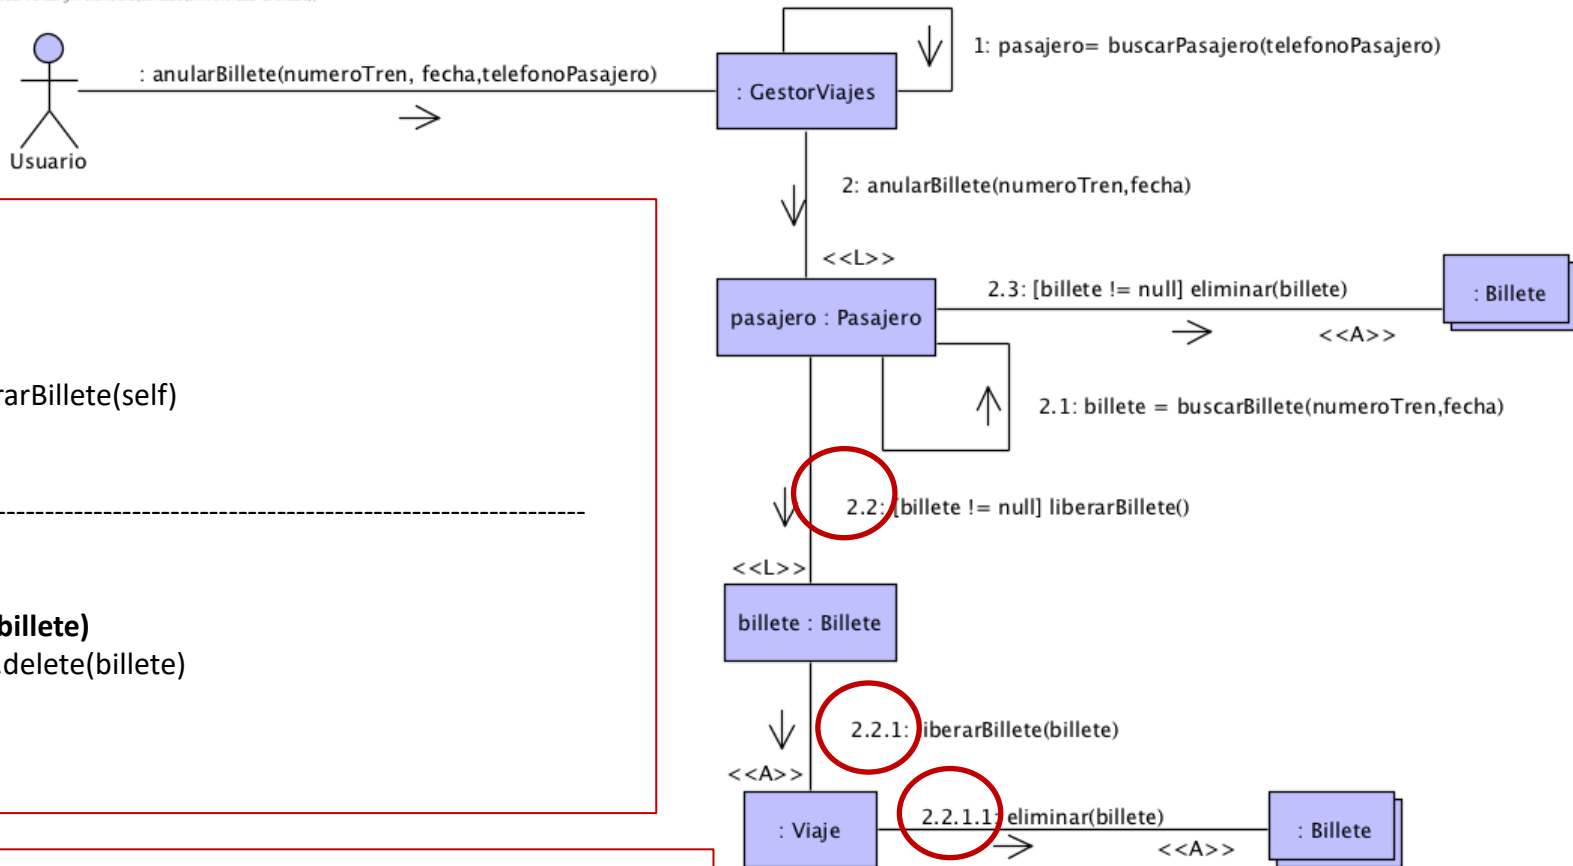 1: pasajero= buscarPasajero(telefonoPasajero)
: anularBillete(numeroTren, fecha,telefonoPasajero)
: GestorViajes
Usuario
2: anularBillete(numeroTren,fecha)
<<L>>
2.3: [billete != null] eliminar(billete)
: Billete
pasajero : Pasajero
<<A>>
rarBillete(self)
2.1: billete = buscarBillete(numeroTren,fecha)
2.2: [billete != null] liberarBillete()
----------------------------------------------------------------
<<L>>
billete)
billete : Billete
.delete(billete)
2.2.1: liberarBillete(billete)
<<A>>
2.2.1.1: eliminar(billete)
: Viaje
: Billete
<<A>>